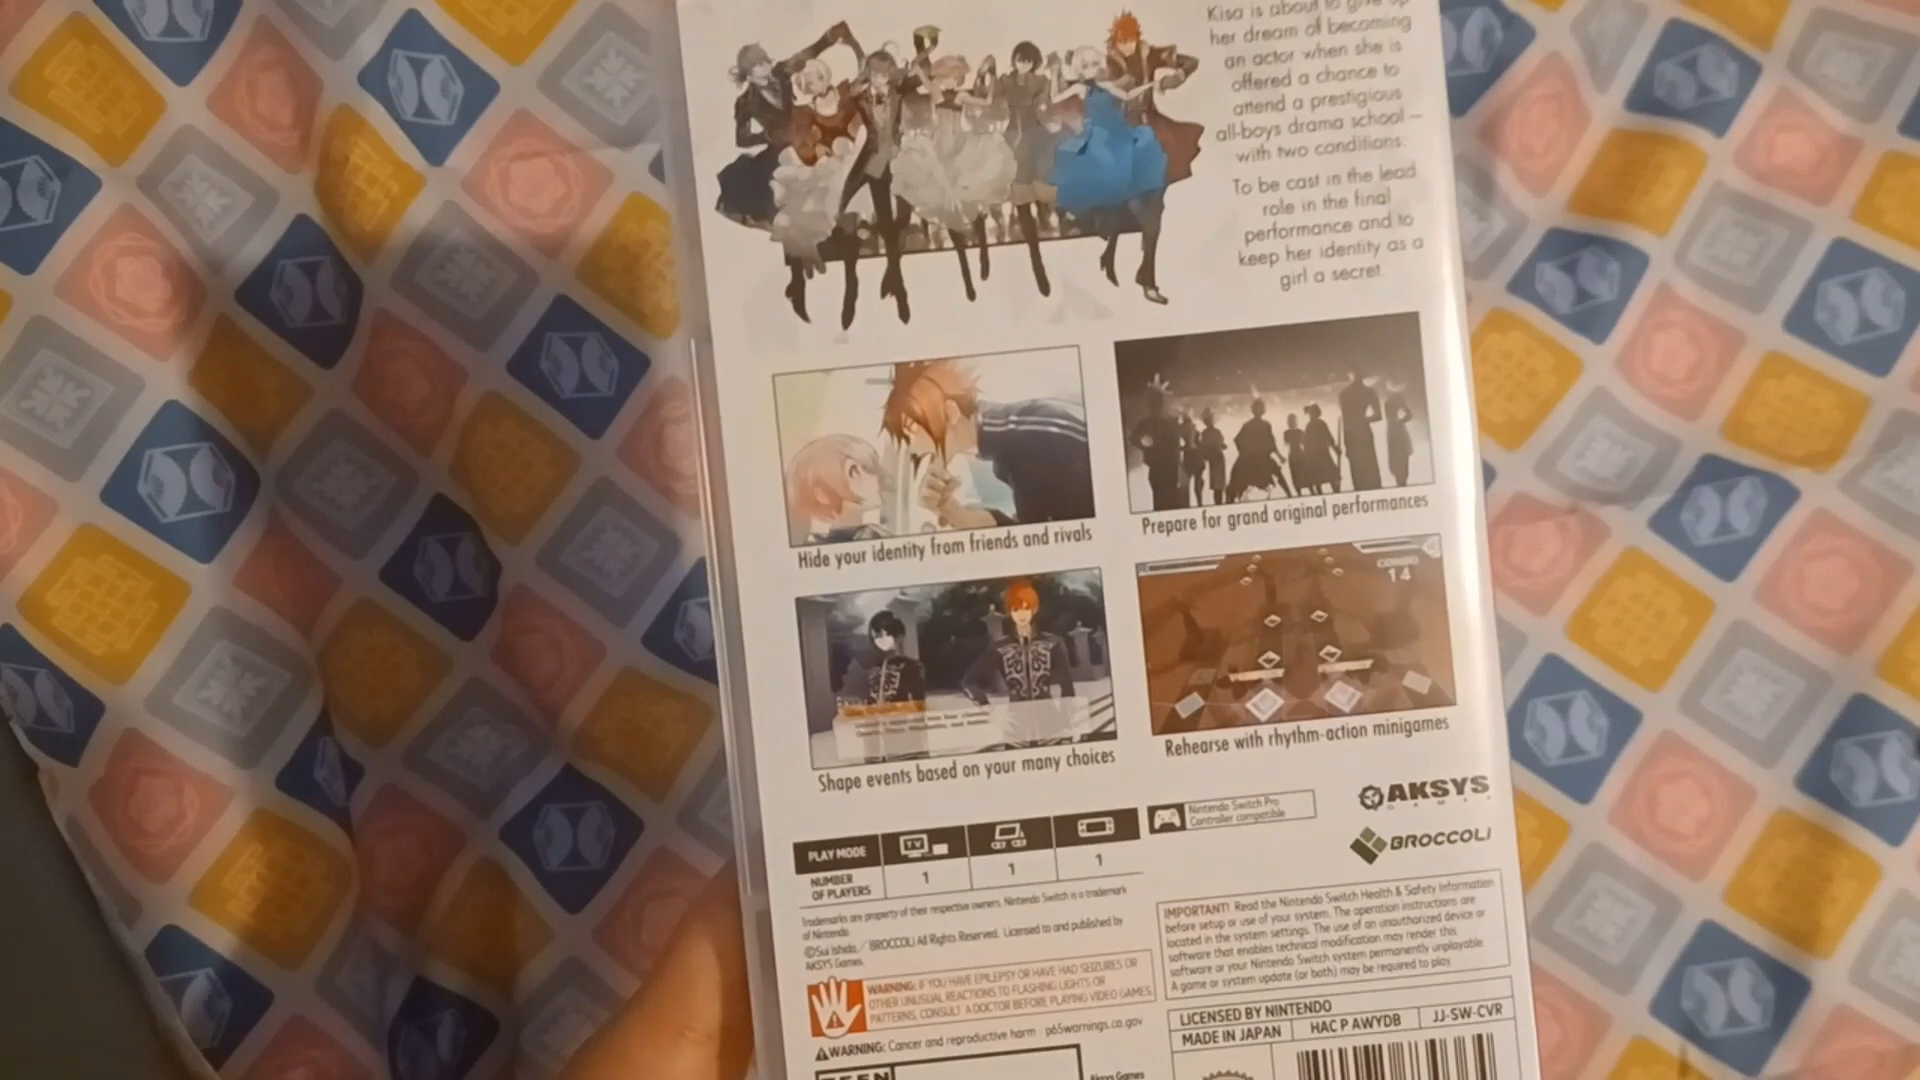 Kisa is about to give up
her dream of becoming
an actor when she is
offered a chance to
attend a prestigious
all-boys drama school —
with two conditions:
To be cast in the lead
role in the final
performance and to
keep her identity as a
girl a secret.
Hide your identity from friends and rivals
Prepare for grand original performances
COMBO
14
Shape events based on your many choices
Rehearse with rhythm-action minigames
AKSYS
GAMES
BROCCOLI
PLAY MODE
TV
NUMBER
OF PLAYERS
1
1
1
Nintendo Switch Pro
Controller compatible
Trademarks are property of their respective owners. Nintendo Switch is a trademark
of Nintendo.
©Sui Ishida／BROCCOLI All Rights Reserved. Licensed to and published by
AKSYS Games.
WARNING: IF YOU HAVE EPILEPSY OR HAVE HAD SEIZURES OR
OTHER UNUSUAL REACTIONS TO FLASHING LIGHTS OR
PATTERNS, CONSULT A DOCTOR BEFORE PLAYING VIDEO GAMES.
WARNING: Cancer and reproductive harm - p65warnings.ca.gov
IMPORTANT! Read the Nintendo Switch Health & Safety Information
before setup or use of your system. The operation instructions are
located in the system settings. The use of an unauthorized device or
software that enables technical modification may render this
software or your Nintendo Switch system permanently unplayable.
A game or system update (or both) may be required to play.
LICENSED BY NINTENDO
MADE IN JAPAN
HAC P AWYDB
JJ-SW-CVR
TEEN
Aksys Games